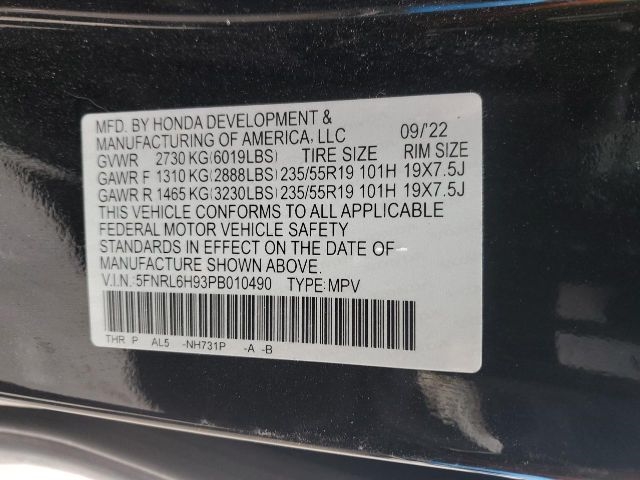 MFD. BY HONDA DEVELOPMENT &
MANUFACTURING OF AMERICA, LLC 09/'22
GVWR 2730 KG(6019LBS) TIRE SIZE RIM SIZE
GAWR F 1310 KG(2888LBS) 235/55R19 101H 19X7.5J
GAWR R 1465 KG(3230LBS) 235/55R19 101H 19X7.5J
THIS VEHICLE CONFORMS TO ALL APPLICABLE
FEDERAL MOTOR VEHICLE SAFETY
STANDARDS IN EFFECT ON THE DATE OF
MANUFACTURE SHOWN ABOVE.
V.I.N.:5FNRL6H93PB010490 TYPE: MPV
THR P AL5 -NH731P -A -B